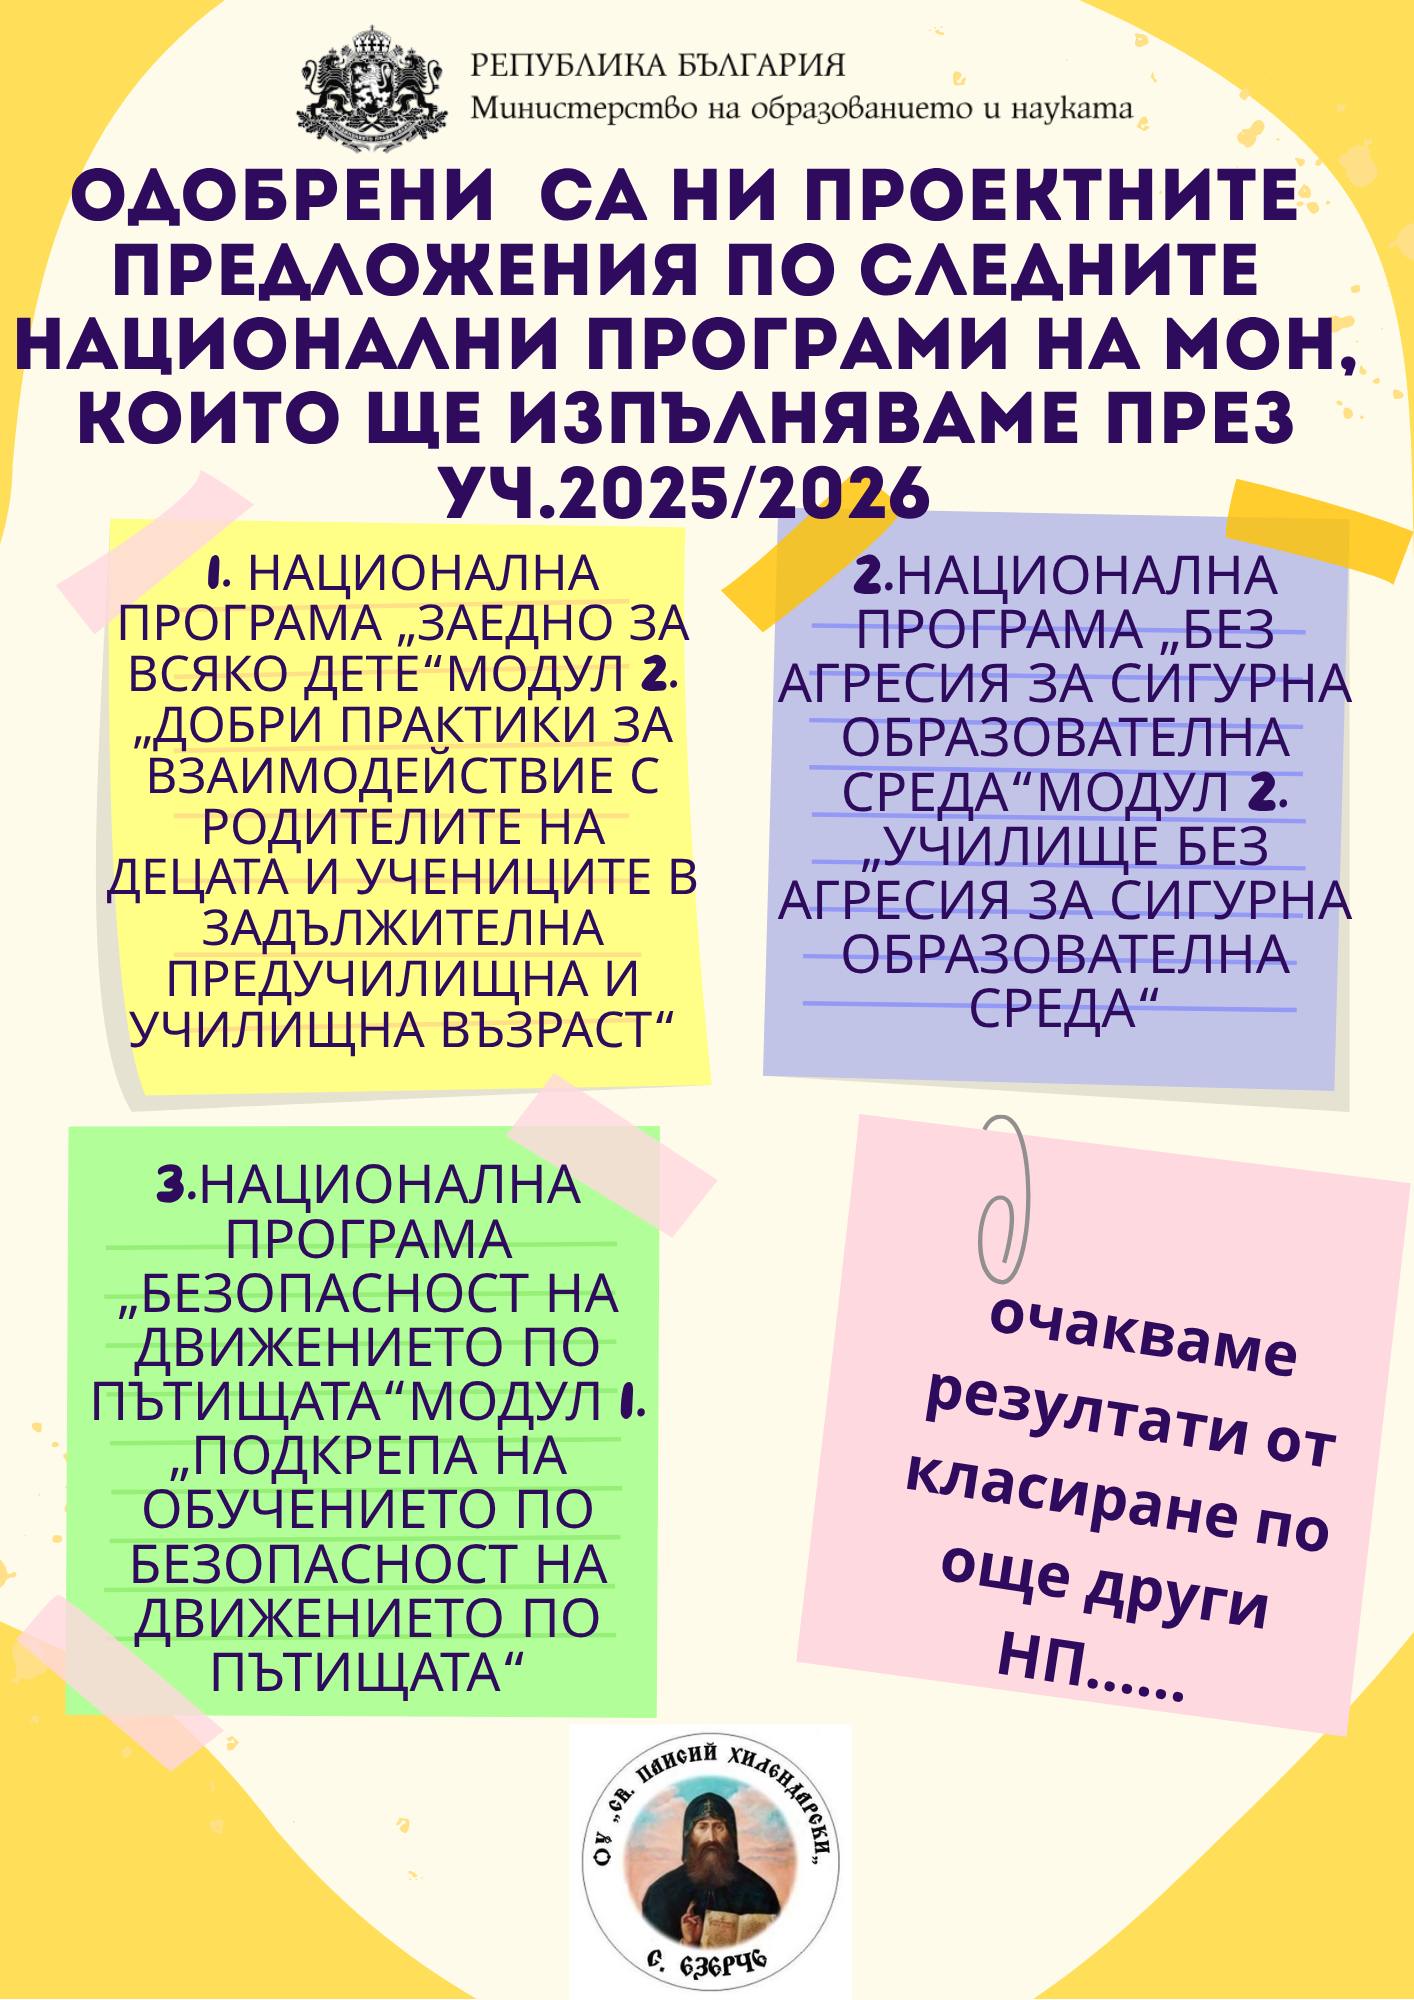 РЕПУБЛИКА БЪЛГАРИЯ
Министерство на образованието и науката
ОДОБРЕНИ СА НИ ПРОЕКТНИТЕ
ПРЕДЛОЖЕНИЯ ПО СЛЕДНИТЕ
НАЦИОНАЛНИ ПРОГРАМИ НА МОН,
КОИТО ЩЕ ИЗПЪЛНЯВАМЕ ПРЕЗ
УЧ.2025/2026
1. НАЦИОНАЛНА
ПРОГРАМА „ЗАЕДНО ЗА
ВСЯКО ДЕТЕ“МОДУЛ 2.
„ДОБРИ ПРАКТИКИ ЗА
ВЗАИМОДЕЙСТВИЕ С
РОДИТЕЛИТЕ НА
ДЕЦАТА И УЧЕНИЦИТЕ В
ЗАДЪЛЖИТЕЛНА
ПРЕДУЧИЛИЩНА И
УЧИЛИЩНА ВЪЗРАСТ“
2.НАЦИОНАЛНА
ПРОГРАМА „БЕЗ
АГРЕСИЯ ЗА СИГУРНА
ОБРАЗОВАТЕЛНА
СРЕДА“МОДУЛ 2.
„УЧИЛИЩЕ БЕЗ
АГРЕСИЯ ЗА СИГУРНА
ОБРАЗОВАТЕЛНА
СРЕДА“
3.НАЦИОНАЛНА
ПРОГРАМА
„БЕЗОПАСНОСТ НА
ДВИЖЕНИЕТО ПО
ПЪТИЩАТА“МОДУЛ 1.
„ПОДКРЕПА НА
ОБУЧЕНИЕТО ПО
БЕЗОПАСНОСТ НА
ДВИЖЕНИЕТО ПО
ПЪТИЩАТА“
очакваме
резултати от
класиране по
още други
НП......
ОУ „СВ. ПАИСИЙ ХИЛЕНДАРСКИ„
С. ЕЗЕРЧЕ